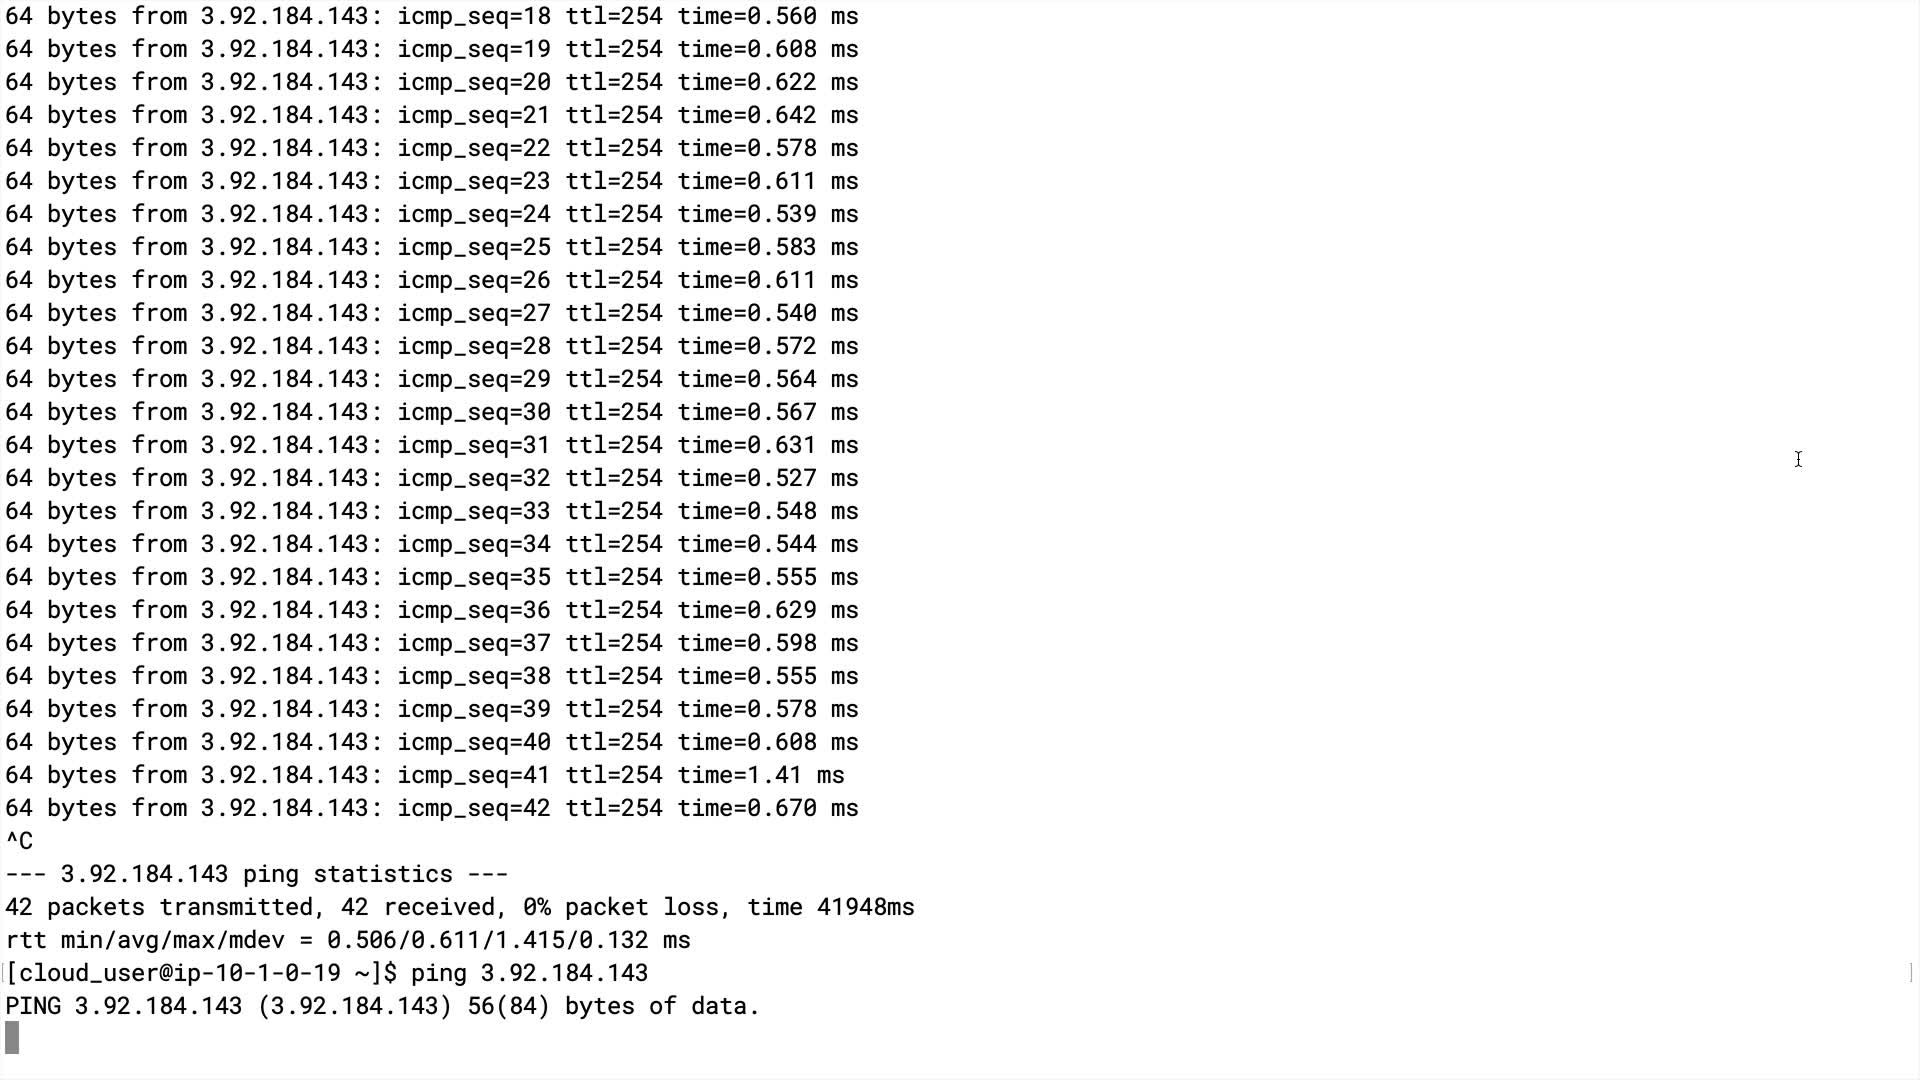 64 bytes from 3.92.184.143: icmp_seq=18 ttl=254 time=0.560 ms
64 bytes from 3.92.184.143: icmp_seq=19 ttl=254 time=0.608 ms
64 bytes from 3.92.184.143: icmp_seq=20 ttl=254 time=0.622 ms
64 bytes from 3.92.184.143: icmp_seq=21 ttl=254 time=0.642 ms
64 bytes from 3.92.184.143: icmp_seq=22 ttl=254 time=0.578 ms
64 bytes from 3.92.184.143: icmp_seq=23 ttl=254 time=0.611 ms
64 bytes from 3.92.184.143: icmp_seq=24 ttl=254 time=0.539 ms
64 bytes from 3.92.184.143: icmp_seq=25 ttl=254 time=0.583 ms
64 bytes from 3.92.184.143: icmp_seq=26 ttl=254 time=0.611 ms
64 bytes from 3.92.184.143: icmp_seq=27 ttl=254 time=0.540 ms
64 bytes from 3.92.184.143: icmp_seq=28 ttl=254 time=0.572 ms
64 bytes from 3.92.184.143: icmp_seq=29 ttl=254 time=0.564 ms
64 bytes from 3.92.184.143: icmp_seq=30 ttl=254 time=0.567 ms
64 bytes from 3.92.184.143: icmp_seq=31 ttl=254 time=0.631 ms
64 bytes from 3.92.184.143: icmp_seq=32 ttl=254 time=0.527 ms
64 bytes from 3.92.184.143: icmp_seq=33 ttl=254 time=0.548 ms
64 bytes from 3.92.184.143: icmp_seq=34 ttl=254 time=0.544 ms
64 bytes from 3.92.184.143: icmp_seq=35 ttl=254 time=0.555 ms
64 bytes from 3.92.184.143: icmp_seq=36 ttl=254 time=0.629 ms
64 bytes from 3.92.184.143: icmp_seq=37 ttl=254 time=0.598 ms
64 bytes from 3.92.184.143: icmp_seq=38 ttl=254 time=0.555 ms
64 bytes from 3.92.184.143: icmp_seq=39 ttl=254 time=0.578 ms
64 bytes from 3.92.184.143: icmp_seq=40 ttl=254 time=0.608 ms
64 bytes from 3.92.184.143: icmp_seq=41 ttl=254 time=1.41 ms
64 bytes from 3.92.184.143: icmp_seq=42 ttl=254 time=0.670 ms
^C
--- 3.92.184.143 ping statistics ---
42 packets transmitted, 42 received, 0% packet loss, time 41948ms
rtt min/avg/max/mdev = 0.506/0.611/1.415/0.132 ms
[cloud_user@ip-10-1-0-19 ~]$ ping 3.92.184.143
PING 3.92.184.143 (3.92.184.143) 56(84) bytes of data.